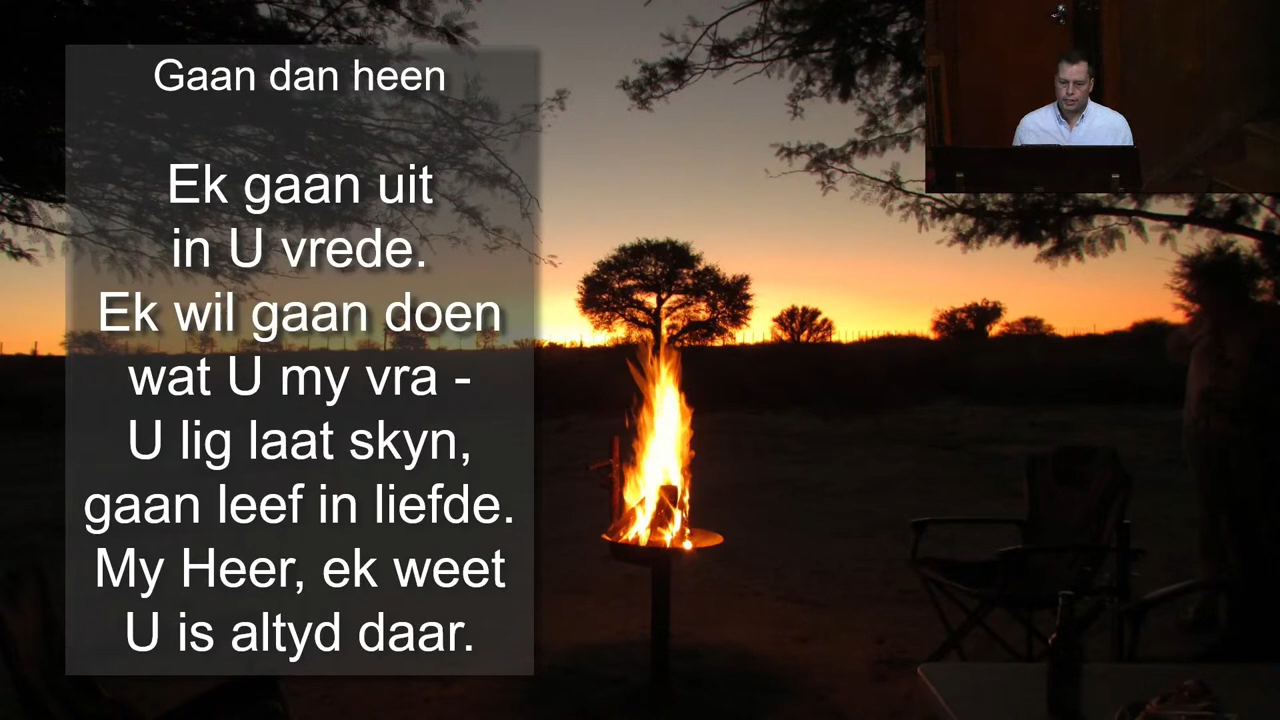 Gaan dan heen
Ek gaan uit
in U vrede.
Ek wil gaan doen
wat U my vra -
U lig laat skyn,
gaan leef in liefde.
My Heer, ek weet
U is altyd daar.